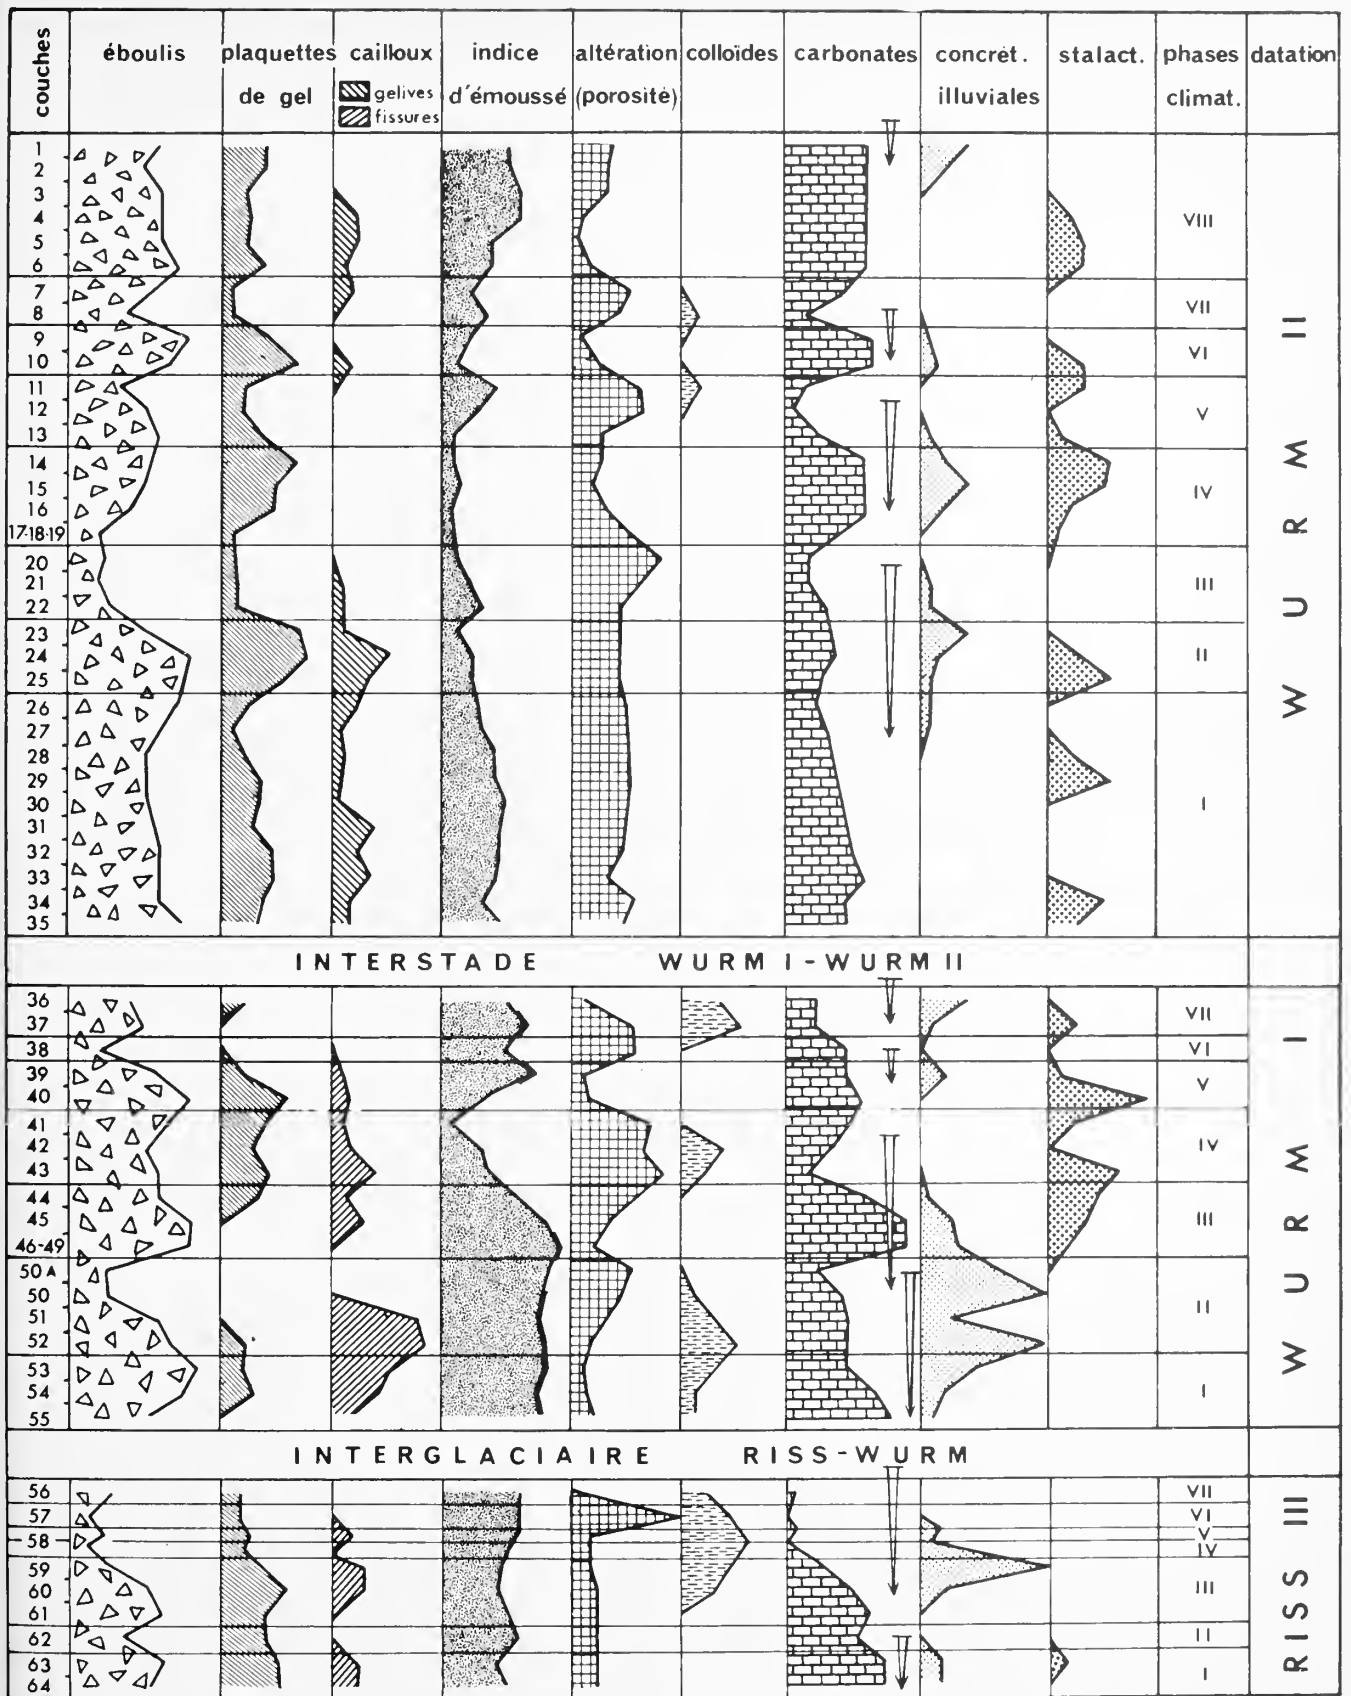 couches
éboulis
plaquettes
de gel
cailloux
gelives
fissures
indice
d'émoussé
altération
(porosité)
colloïdes
carbonates
concrét.
illuviales
stalact.
phases
climat.
datation
1
2
3
4
5
6
7
8
9
10
11
12
13
14
15
16
17-18-19
20
21
22
23
24
25
26
27
28
29
30
31
32
33
34
35
VIII
VII
VI
V
IV
III
II
I
WURM II
INTERSTADE WURM I-WURM II
36
37
38
39
40
41
42
43
44
45
46-49
50 A
50
51
52
53
54
55
VII
VI
V
IV
III
II
I
WURM I
INTERGLACIAIRE RISS-WURM
56
57
58
59
60
61
62
63
64
VII
VI
V
IV
III
II
I
RISS III